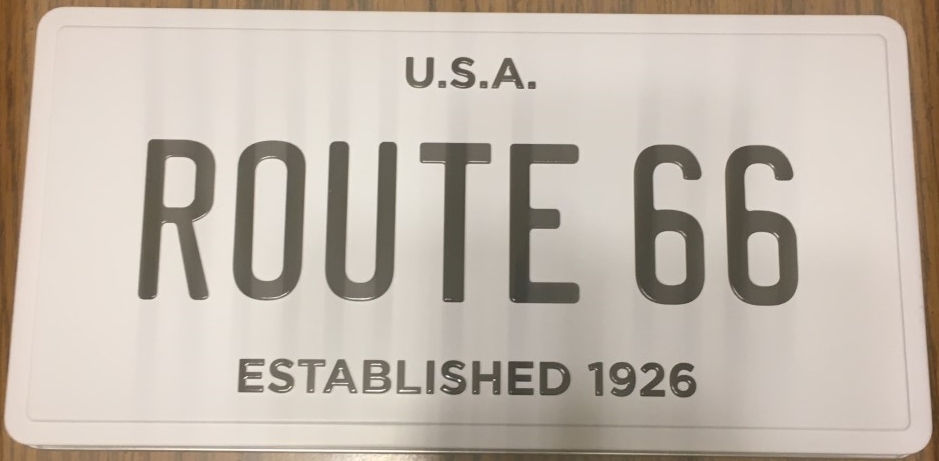 U.S.A.
ROUTE 66
ESTABLISHED 1926